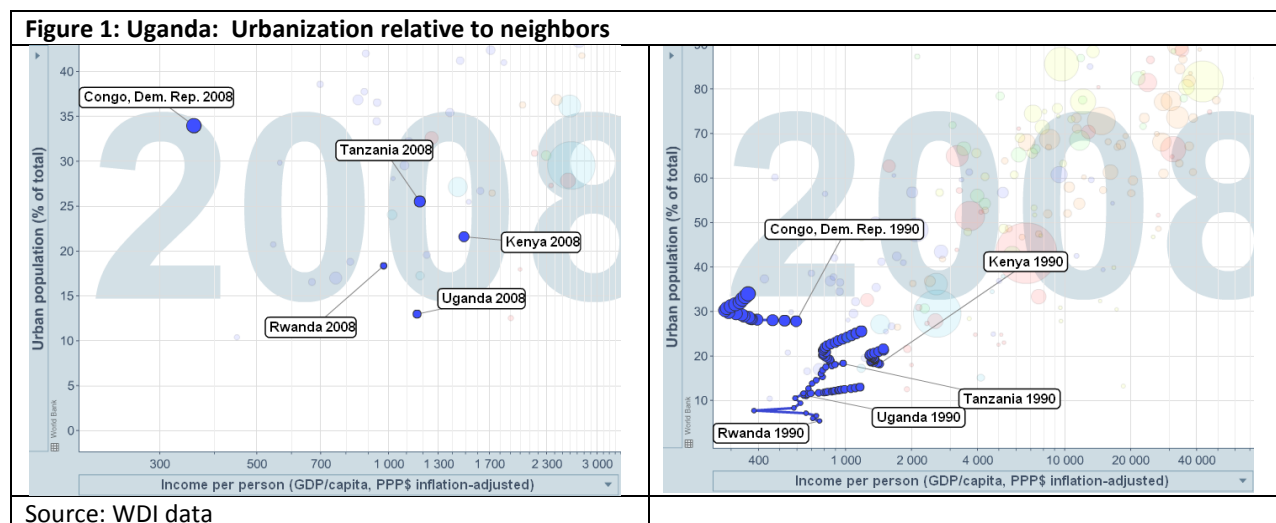 Figure 1: Uganda:  Urbanization relative to neighbors
2008
Urban population (% of total)
40
35
30
25
20
15
10
5
0
Congo, Dem. Rep. 2008
Tanzania 2008
Kenya 2008
Rwanda 2008
Uganda 2008
World Bank
300
500
700
1 000
1 300
1 700
2 300
3 000
Income per person (GDP/capita, PPP$ inflation-adjusted)
2008
Urban population (% of total)
80
70
60
50
40
30
20
10
Congo, Dem. Rep. 1990
Kenya 1990
Tanzania 1990
Uganda 1990
Rwanda 1990
World Bank
400
1 000
2 000
4 000
10 000
20 000
40 000
Income per person (GDP/capita, PPP$ inflation-adjusted)
Source: WDI data